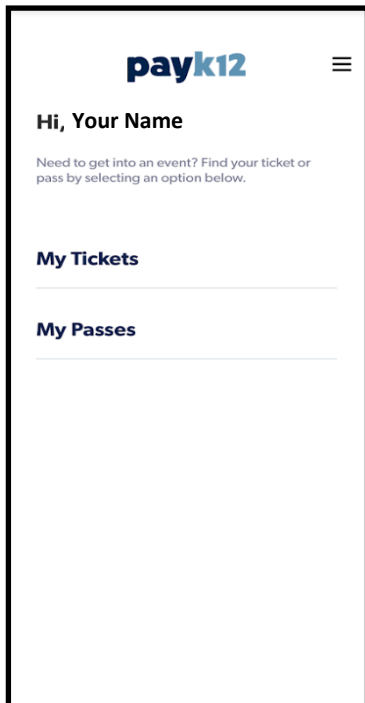 payk12
Hi, Your Name
Need to get into an event? Find your ticket or
pass by selecting an option below.
My Tickets
My Passes